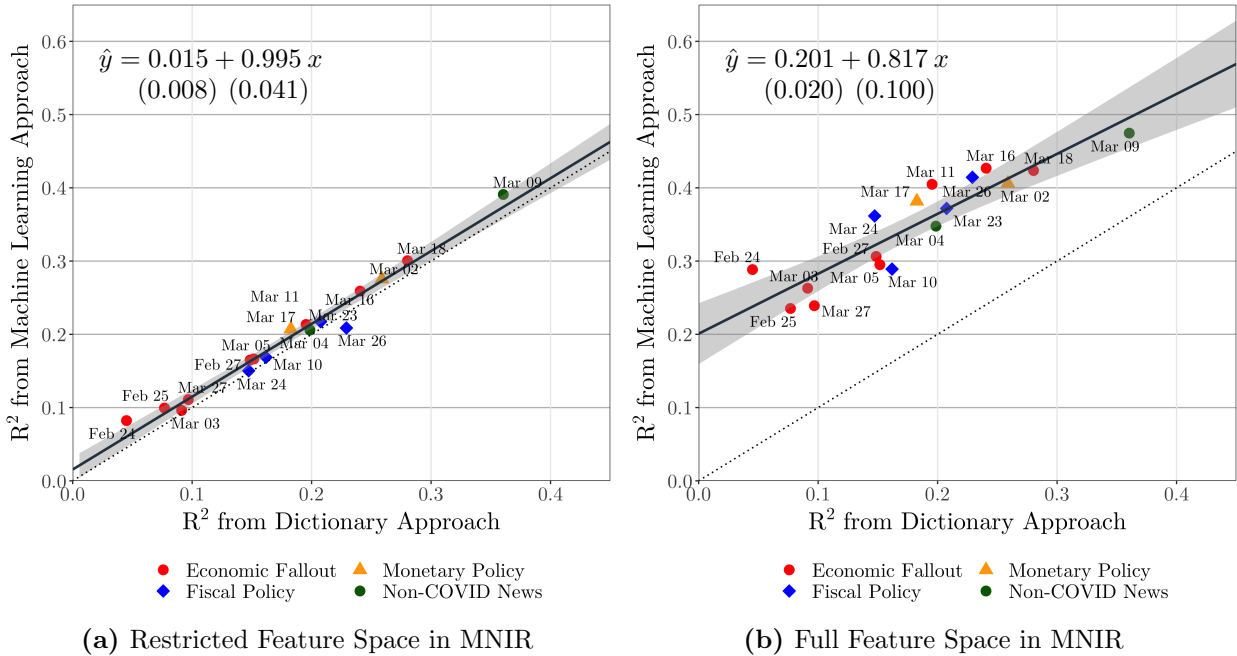 ŷ = 0.015 + 0.995 x
(0.008) (0.041)
R² from Machine Learning Approach
0.6
0.5
0.4
0.3
0.2
0.1
0.0
Mar 09
Mar 18
Mar 02
Mar 11
Mar 16
Mar 17
Mar 23
Mar 05
Mar 04
Mar 26
Feb 27
Mar 10
Mar 24
Feb 25
Mar 27
Mar 03
Feb 24
0.0 0.1 0.2 0.3 0.4
R² from Dictionary Approach
Economic Fallout
Monetary Policy
Fiscal Policy
Non-COVID News
(a) Restricted Feature Space in MNIR
ŷ = 0.201 + 0.817 x
(0.020) (0.100)
R² from Machine Learning Approach
0.6
0.5
0.4
0.3
0.2
0.1
0.0
Mar 09
Mar 16
Mar 18
Mar 11
Mar 17
Mar 26
Mar 02
Mar 24
Mar 23
Mar 04
Feb 27
Feb 24
Mar 03
Mar 05
Mar 10
Feb 25
Mar 27
0.0 0.1 0.2 0.3 0.4
R² from Dictionary Approach
Economic Fallout
Monetary Policy
Fiscal Policy
Non-COVID News
(b) Full Feature Space in MNIR